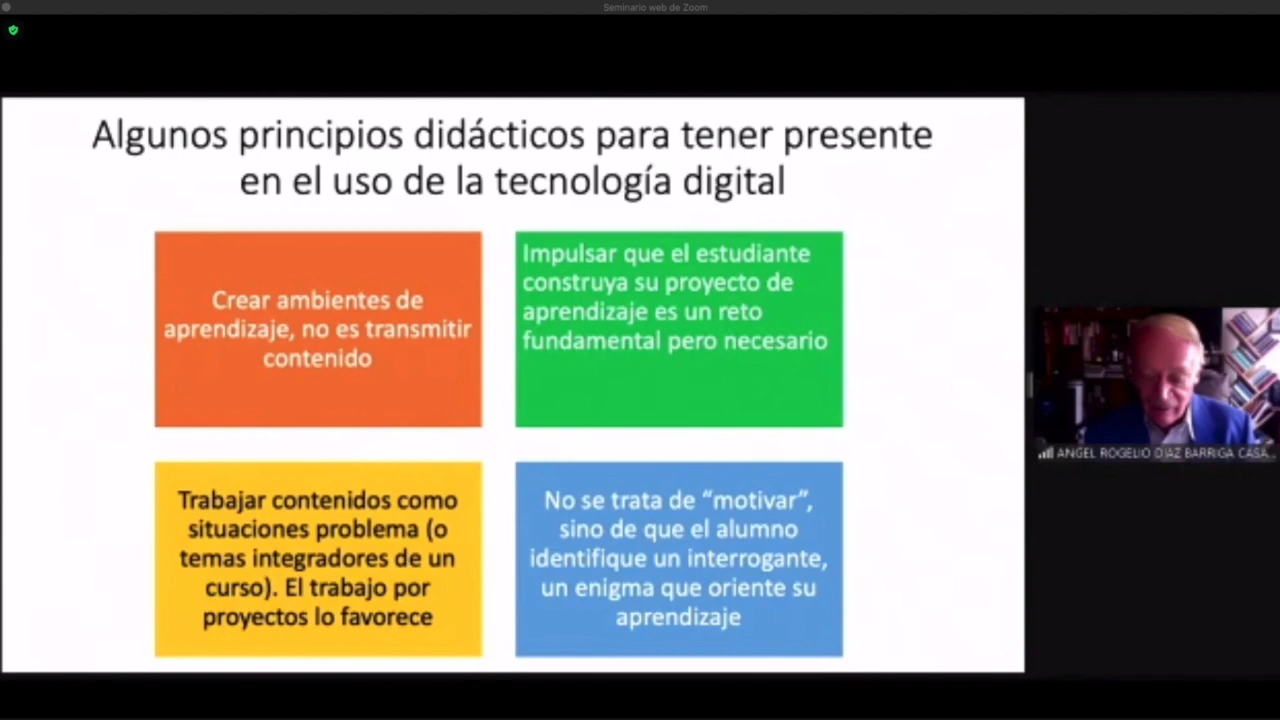 Seminario web de Zoom
Algunos principios didácticos para tener presente
en el uso de la tecnología digital
Crear ambientes de
aprendizaje, no es transmitir
contenido
Impulsar que el estudiante
construya su proyecto de
aprendizaje es un reto
fundamental pero necesario
Trabajar contenidos como
situaciones problema (o
temas integradores de un
curso). El trabajo por
proyectos lo favorece
No se trata de “motivar”,
sino de que el alumno
identifique un interrogante,
un enigma que oriente su
aprendizaje
ANGEL ROGELIO DIAZ BARRIGA CASA...